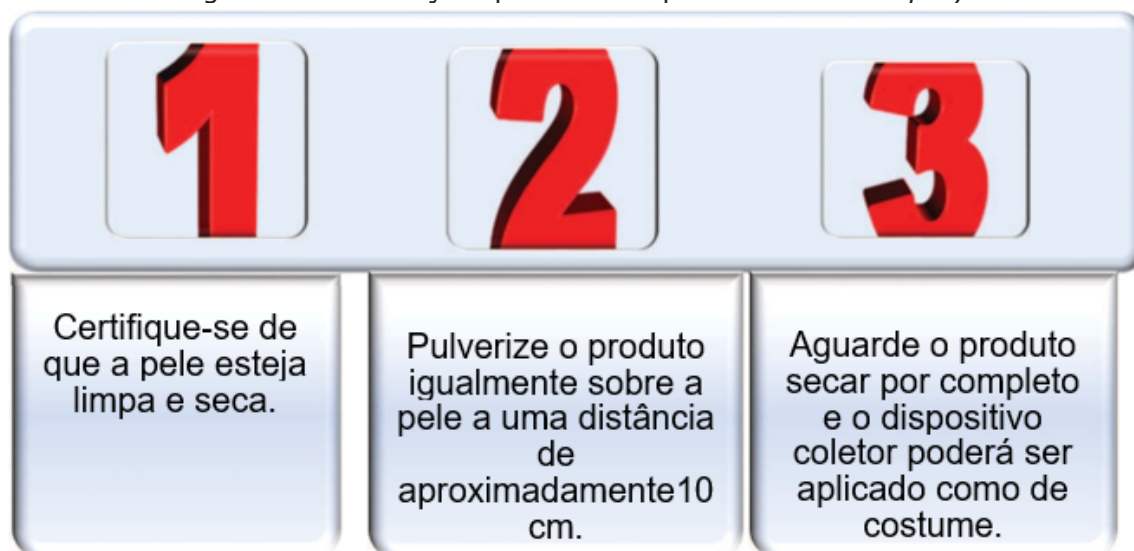 1
2
3
Certifique-se de
que a pele esteja
limpa e seca.
Pulverize o produto
igualmente sobre a
pele a uma distância
de
aproximadamente10
cm.
Aguarde o produto
secar por completo
e o dispositivo
coletor poderá ser
aplicado como de
costume.